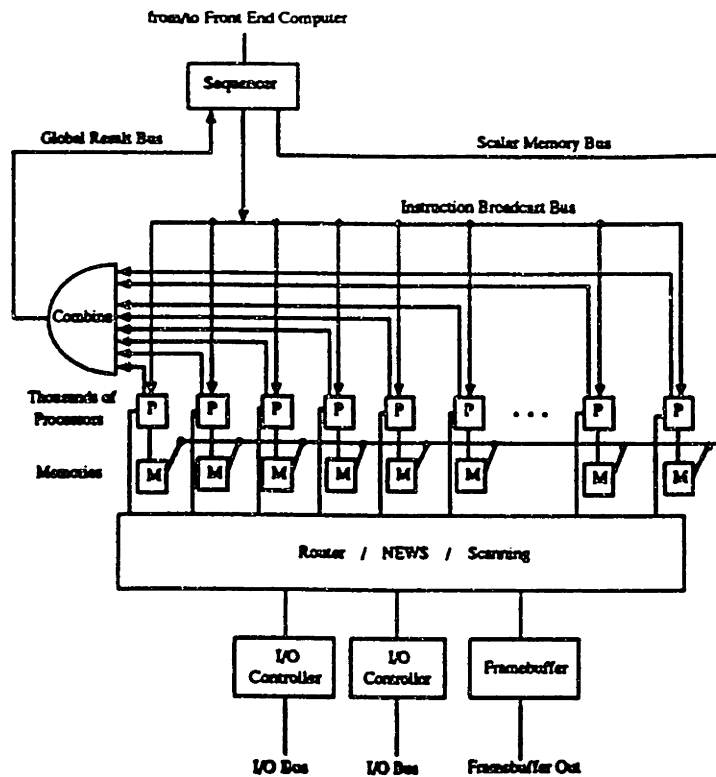 from/to Front End Computer
Sequencer
Global Result Bus
Scalar Memory Bus
Instruction Broadcast Bus
Combine
Thousands of
Processors
P P P P P P ... P P
Memories
M M M M M M M M
Router / NEWS / Scanning
I/O
Controller
I/O
Controller
Framebuffer
I/O Bus
I/O Bus
Framebuffer Out